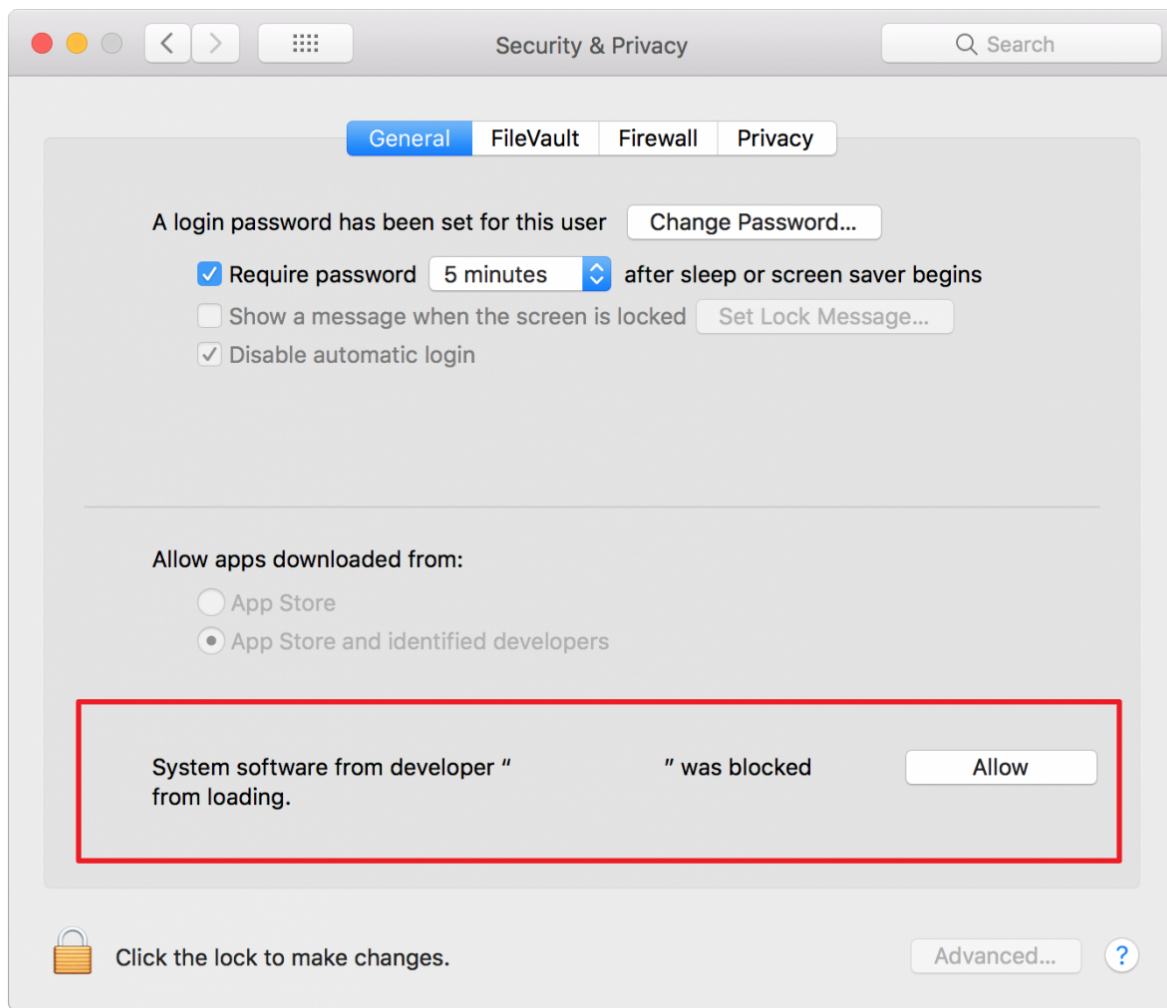 Security & Privacy
Search
General FileVault Firewall Privacy
A login password has been set for this user Change Password...
Require password 5 minutes after sleep or screen saver begins
Show a message when the screen is locked Set Lock Message...
Disable automatic login
Allow apps downloaded from:
App Store
App Store and identified developers
System software from developer “ ” was blocked Allow
from loading.
Click the lock to make changes. Advanced... ?